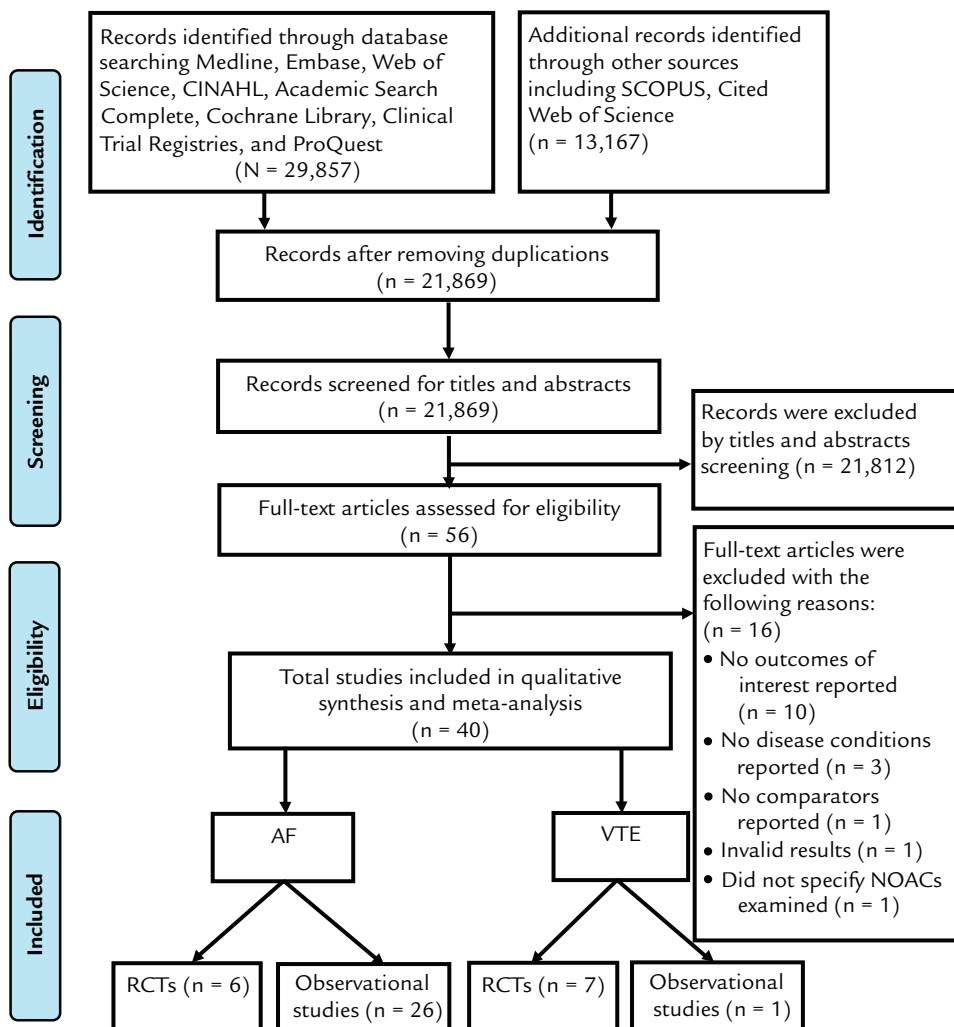 Records identified through database
searching Medline, Embase, Web of
Science, CINAHL, Academic Search
Complete, Cochrane Library, Clinical
Trial Registries, and ProQuest
(N = 29,857)
Additional records identified
through other sources
including SCOPUS, Cited
Web of Science
(n = 13,167)
Identification
Records after removing duplications
(n = 21,869)
Screening
Records screened for titles and abstracts
(n = 21,869)
Records were excluded
by titles and abstracts
screening (n = 21,812)
Full-text articles assessed for eligibility
(n = 56)
Eligibility
Full-text articles were
excluded with the
following reasons:
(n = 16)
• No outcomes of
interest reported
(n = 10)
• No disease conditions
reported (n = 3)
• No comparators
reported (n = 1)
• Invalid results (n = 1)
• Did not specify NOACs
examined (n = 1)
Total studies included in qualitative
synthesis and meta-analysis
(n = 40)
Included
AF
VTE
RCTs (n = 6)
Observational
studies (n = 26)
RCTs (n = 7)
Observational
studies (n = 1)